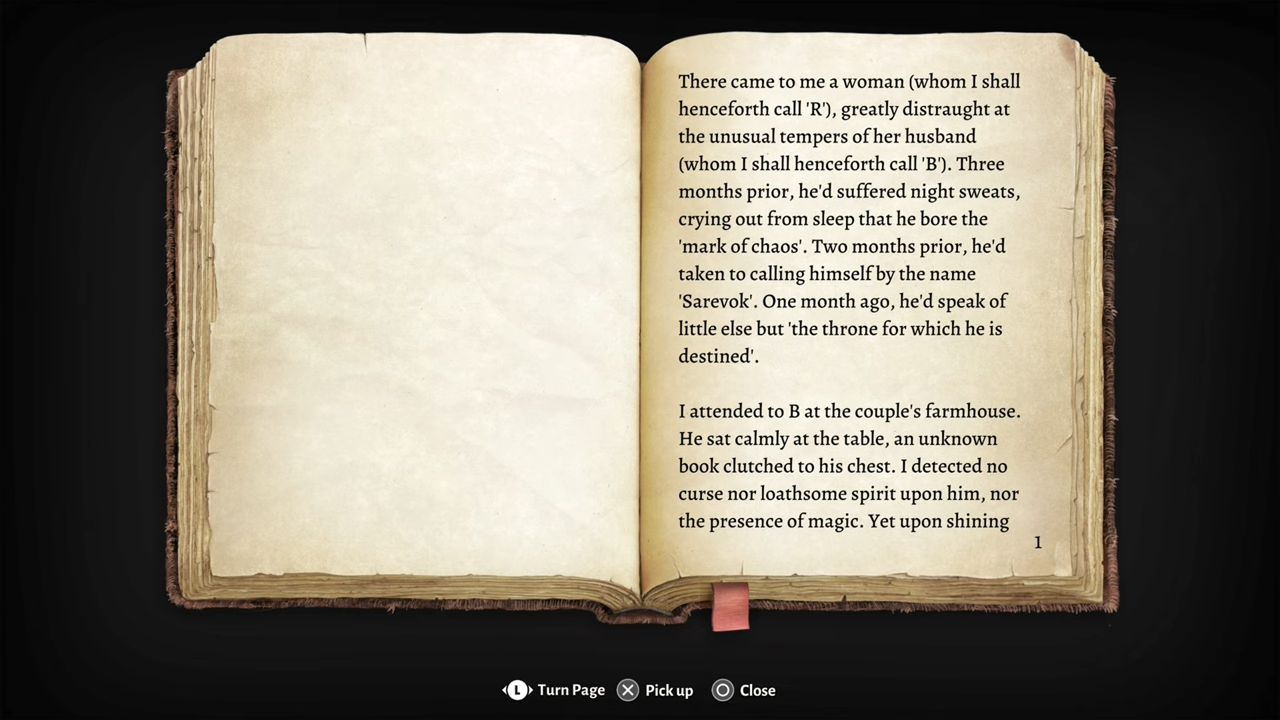 There came to me a woman (whom I shall
henceforth call 'R'), greatly distraught at
the unusual tempers of her husband
(whom I shall henceforth call 'B'). Three
months prior, he'd suffered night sweats,
crying out from sleep that he bore the
'mark of chaos'. Two months prior, he'd
taken to calling himself by the name
'Sarevok'. One month ago, he'd speak of
little else but 'the throne for which he is
destined'.
I attended to B at the couple's farmhouse.
He sat calmly at the table, an unknown
book clutched to his chest. I detected no
curse nor loathsome spirit upon him, nor
the presence of magic. Yet upon shining
1
L Turn Page Pick up Close